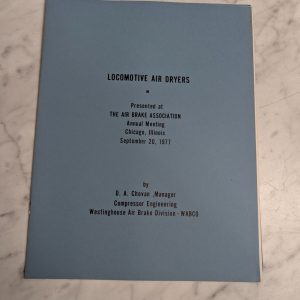 LOCOMOTIVE AIR DRYERS
Presented at
THE AIR BRAKE ASSOCIATION
Annual Meeting
Chicago, Illinois
September 20, 1977
by
D. A. Chovan ,Manager
Compressor Engineering
Westinghouse Air Brake Division - WABCO